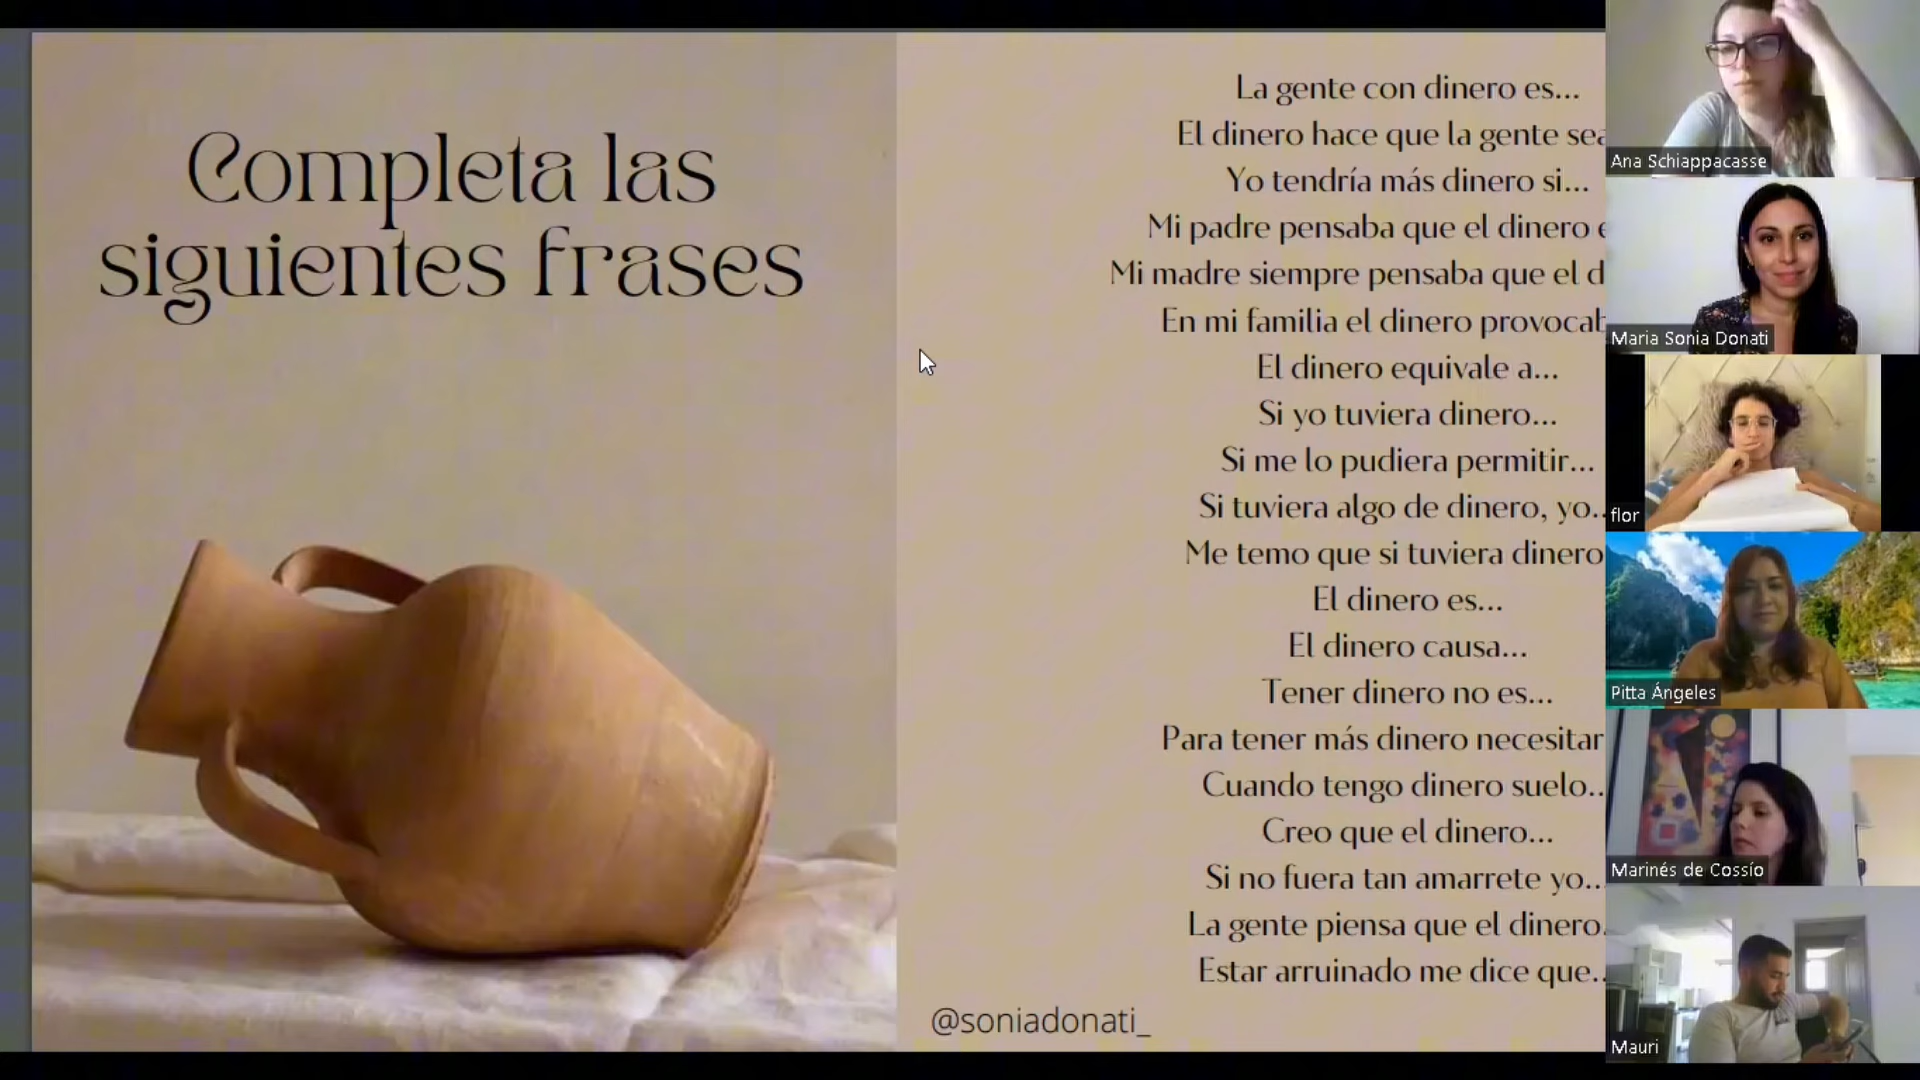 Completa las
siguientes frases
La gente con dinero es...
El dinero hace que la gente sea
Yo tendría más dinero si...
Mi padre pensaba que el dinero
Mi madre siempre pensaba que el
En mi familia el dinero
El dinero equivale a...
Si yo tuviera dinero...
Si me lo pudiera permitir...
Si tuviera algo de dinero, yo..
Me temo que si tuviera dinero
El dinero es...
El dinero causa...
Tener dinero no es...
Para tener más dinero
Cuando tengo dinero suelo..
Creo que el dinero...
Si no fuera tan amarrete yo..
La gente piensa que el dinero.
Estar arruinado me dice que..
@soniadonati_
Ana Schiappacasse
Maria Sonia Donati
flor
Pitta Ángeles
Marinés de Cossío
Mauri